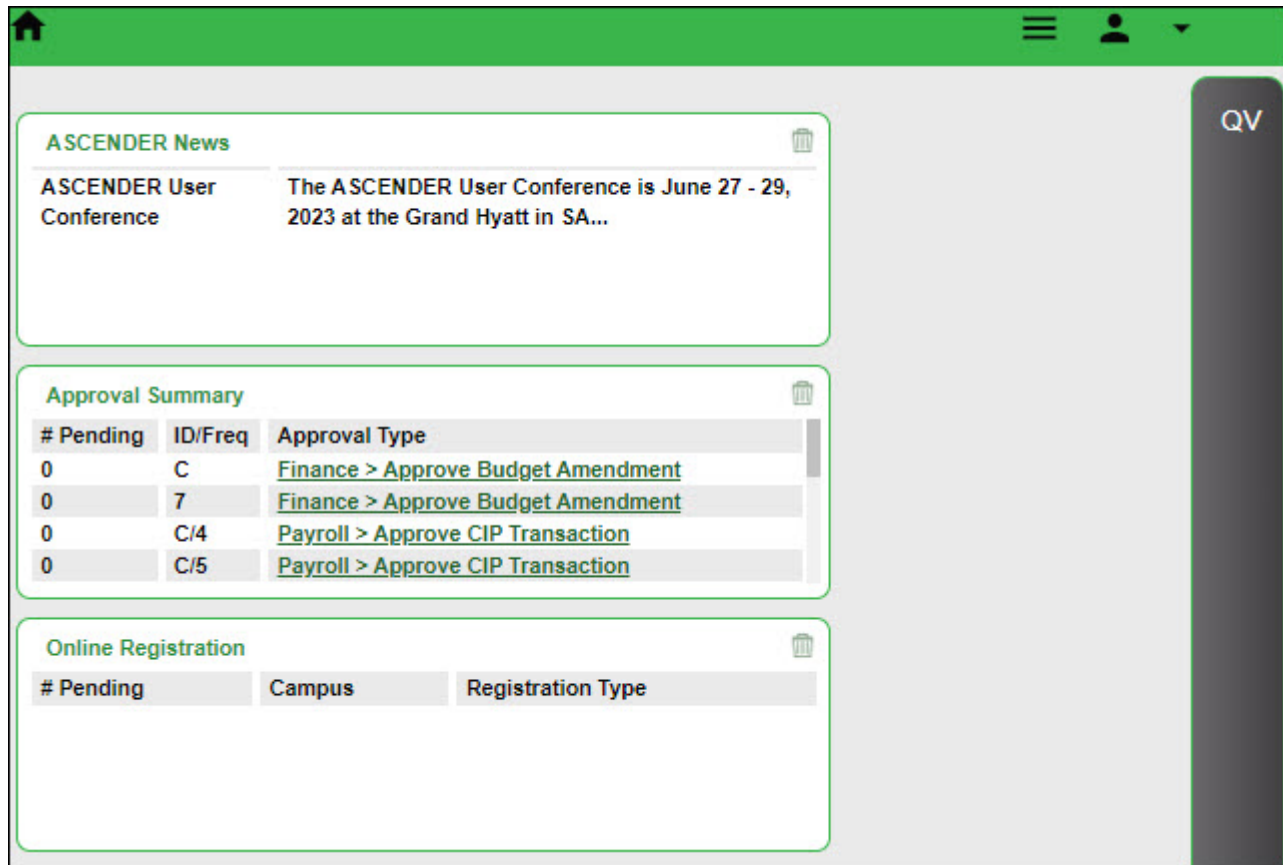 QV
ASCENDER News
ASCENDER User Conference
The ASCENDER User Conference is June 27 - 29,
2023 at the Grand Hyatt in SA...
Approval Summary
# Pending ID/Freq Approval Type
0 C Finance > Approve Budget Amendment
0 7 Finance > Approve Budget Amendment
0 C/4 Payroll > Approve CIP Transaction
0 C/5 Payroll > Approve CIP Transaction
Online Registration
# Pending Campus Registration Type